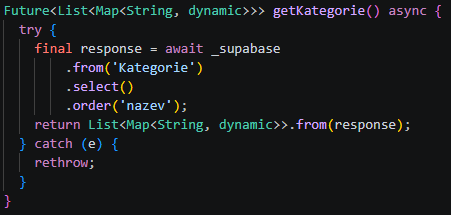 Future<List<Map<String, dynamic>>> getKategorie() async {
  try {
    final response = await _supabase
        .from('Kategorie')
        .select()
        .order('nazev');
    return List<Map<String, dynamic>>.from(response);
  } catch (e) {
    rethrow;
  }
}